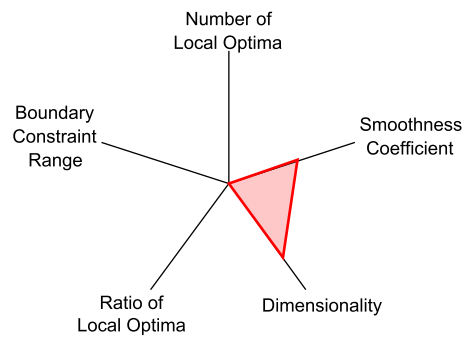 Number of
Local Optima
Boundary
Constraint
Range
Smoothness
Coefficient
Ratio of
Local Optima
Dimensionality